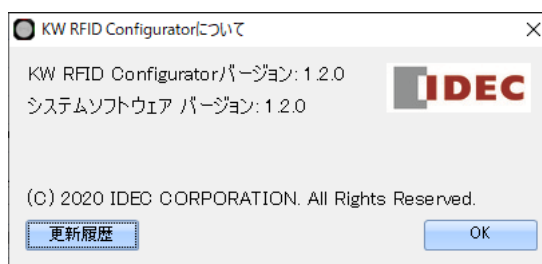 KW RFID Configuratorについて
KW RFID Configuratorバージョン: 1.2.0
IDEC
システムソフトウェア バージョン: 1.2.0
(C) 2020 IDEC CORPORATION. All Rights Reserved.
更新履歴
OK